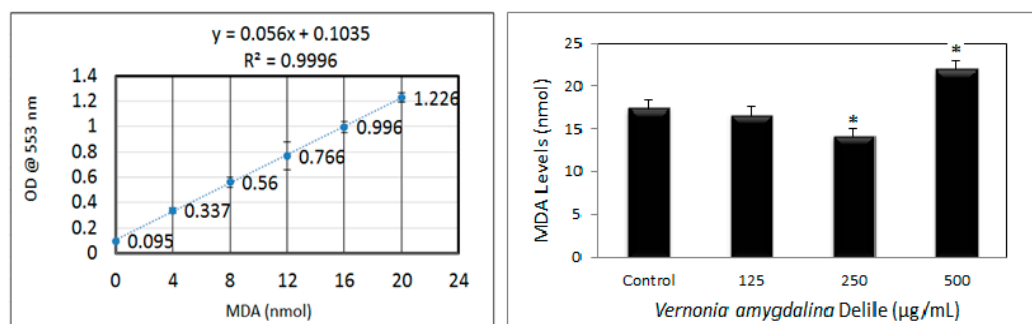 y = 0.056x + 0.1035
R² = 0.9996
OD @ 553 nm
1.4
1.2
1
0.8
0.6
0.4
0.2
0
0.095
0.337
0.56
0.766
0.996
1.226
0 4 8 12 16 20 24
MDA (nmol)
MDA Levels (nmol)
25
20
15
10
5
0
*
*
Control 125 250 500
Vernonia amygdalina Delile (µg/mL)